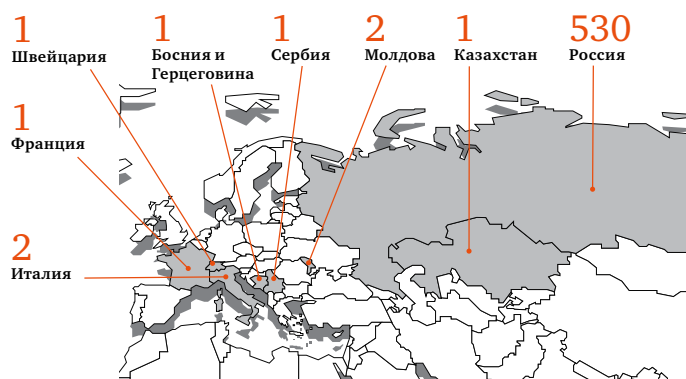 1
Швейцария
1
Босния и
Герцеговина
1
Сербия
2
Молдова
1
Казахстан
530
Россия
1
Франция
2
Италия